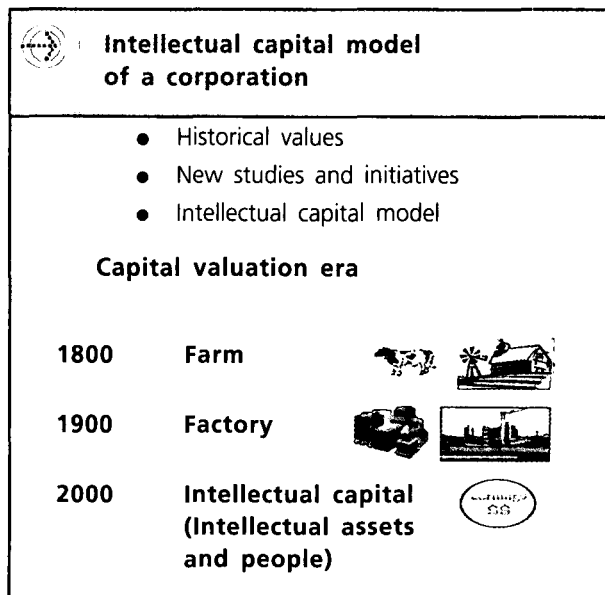 Intellectual capital model
of a corporation
● Historical values
● New studies and initiatives
● Intellectual capital model
Capital valuation era
1800 Farm
1900 Factory
2000 Intellectual capital
(Intellectual assets
and people)